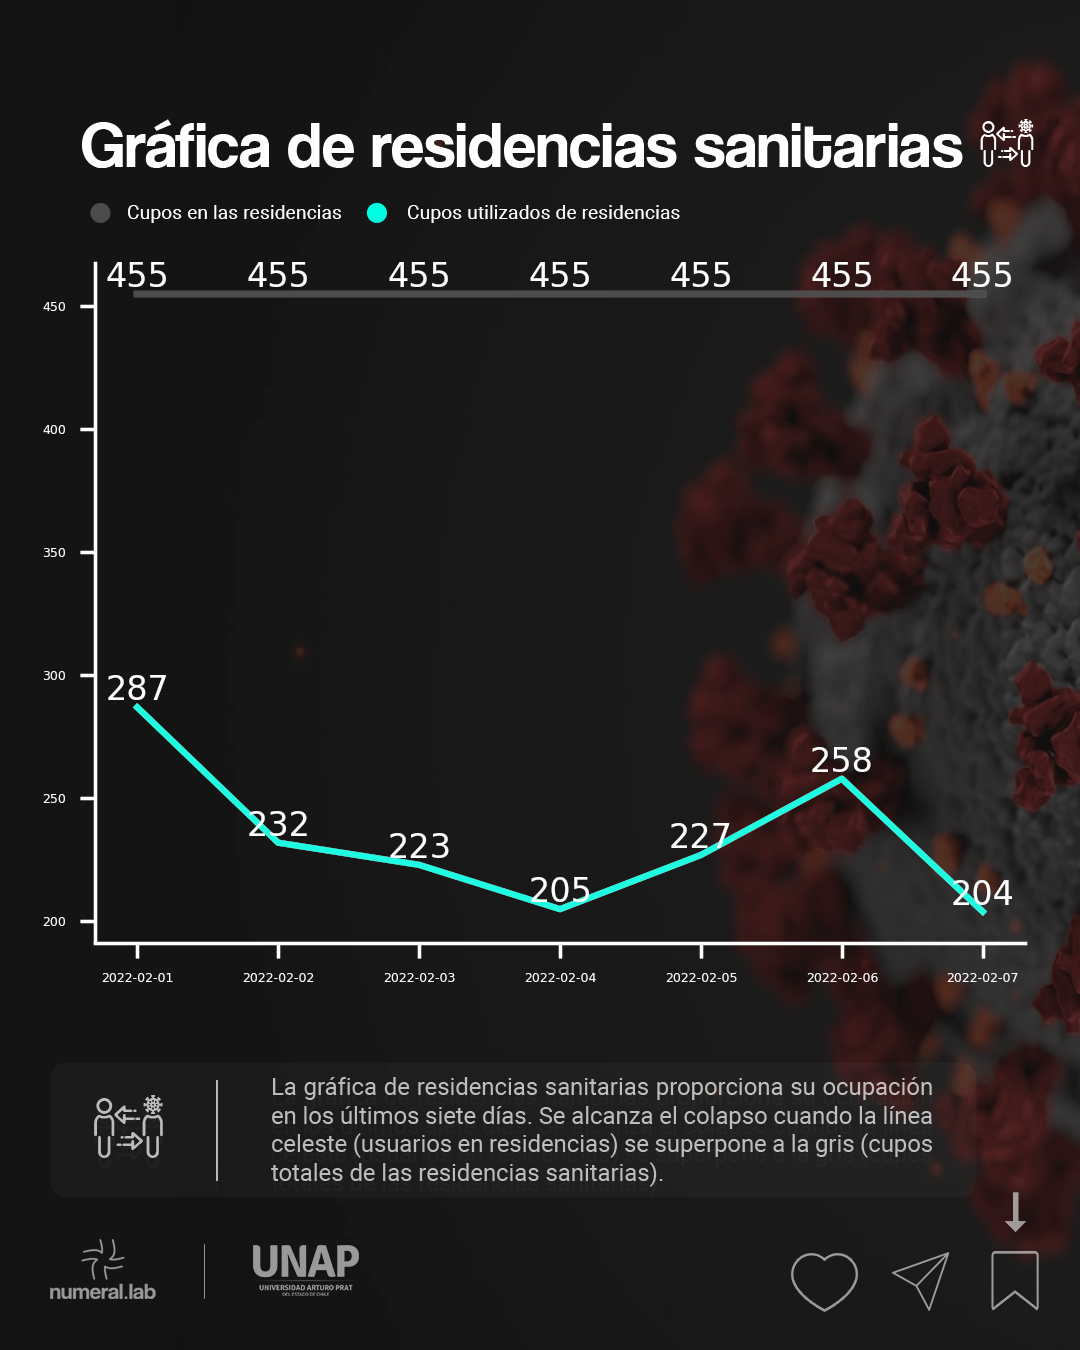 Gráfica de residencias sanitarias
Cupos en las residencias Cupos utilizados de residencias
455 455 455 455 455 455 455
450
400
350
300
250
200
287
232
223
205
227
258
204
2022-02-01 2022-02-02 2022-02-03 2022-02-04 2022-02-05 2022-02-06 2022-02-07
La gráfica de residencias sanitarias proporciona su ocupación
en los últimos siete días. Se alcanza el colapso cuando la línea
celeste (usuarios en residencias) se superpone a la gris (cupos
totales de las residencias sanitarias).
numeral.lab
UNAP
UNIVERSIDAD ARTURO PRAT
DEL ESTADO DE CHILE